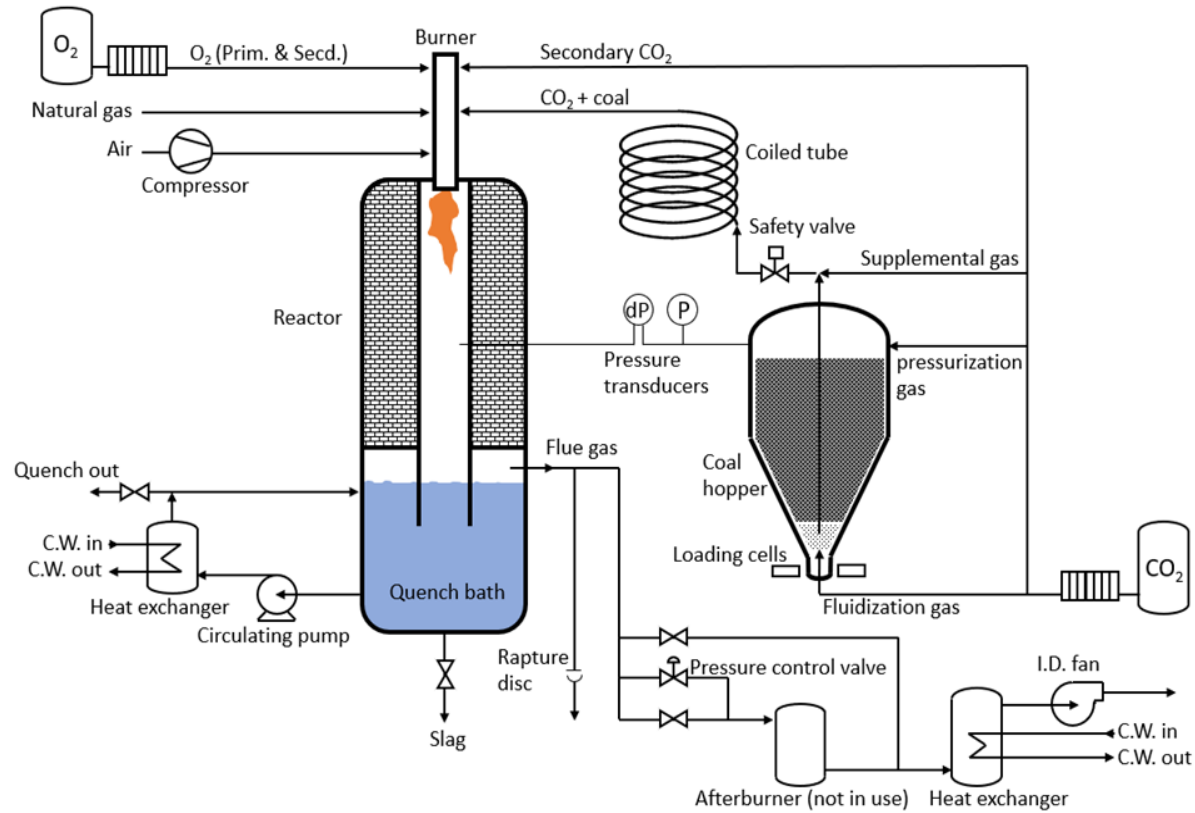 Burner
O2
O2 (Prim. & Secd.)
Secondary CO2
Natural gas
CO2 + coal
Air
Compressor
Coiled tube
Safety valve
Supplemental gas
Reactor
dP
P
Pressure
transducers
pressurization
gas
Flue gas
Coal
hopper
Quench out
C.W. in
C.W. out
Heat exchanger
Circulating pump
Quench bath
Loading cells
Fluidization gas
CO2
Rapture
disc
Pressure control valve
I.D. fan
Slag
C.W. in
C.W. out
Afterburner (not in use)
Heat exchanger